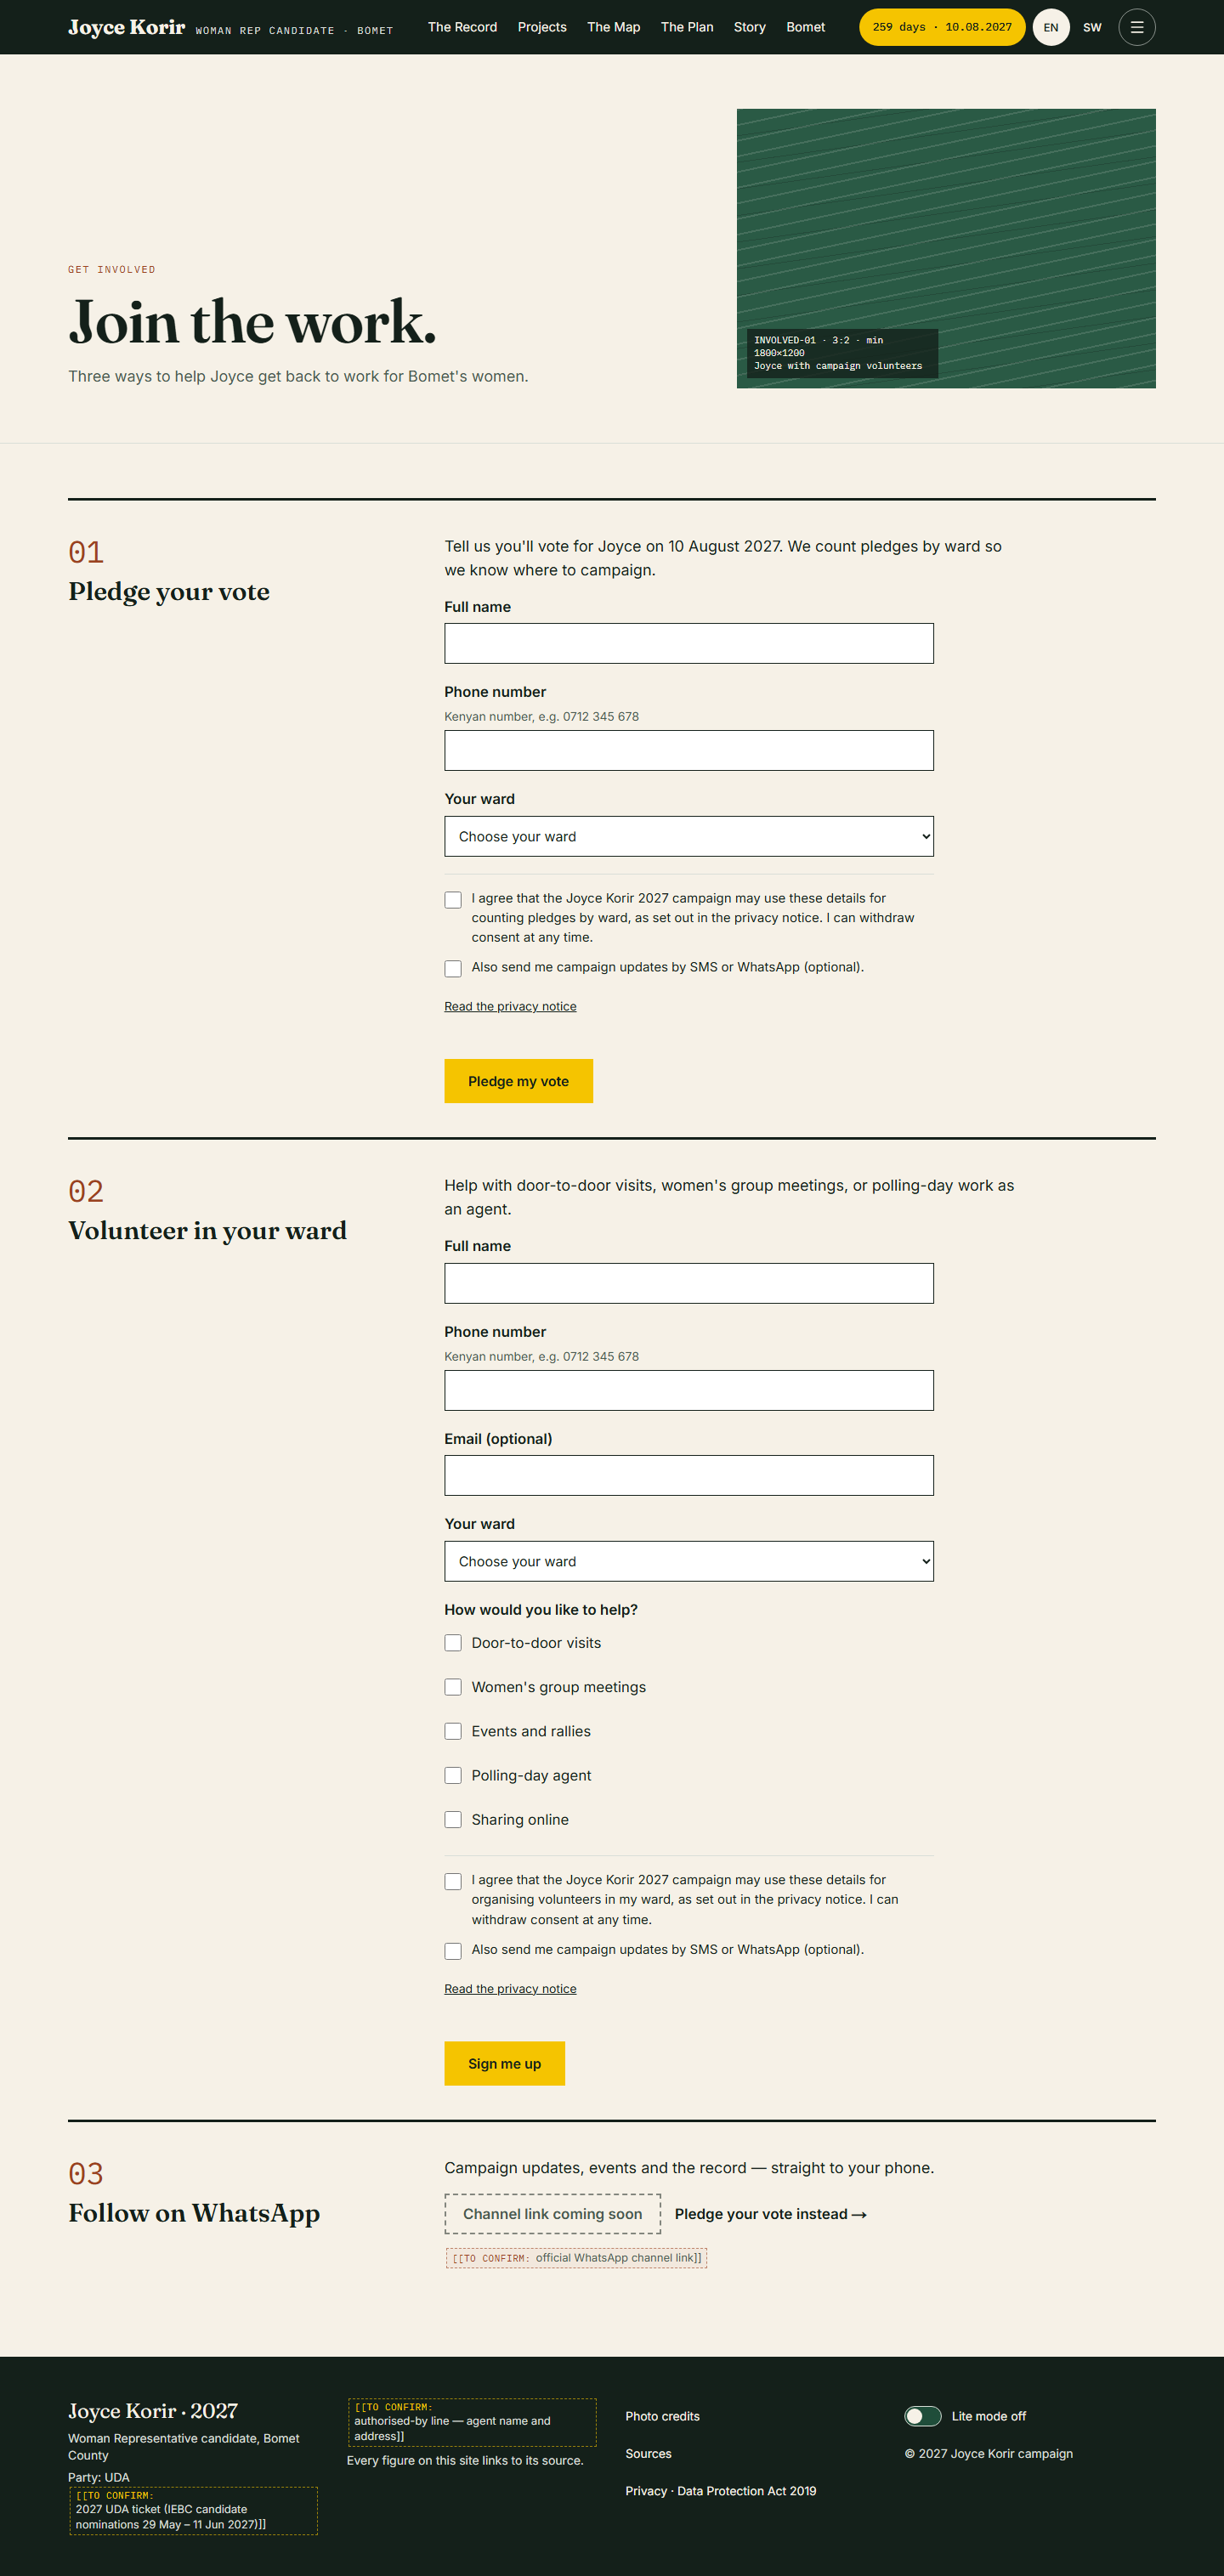 Joyce Korir WOMAN REP CANDIDATE · BOMET The Record Projects The Map The Plan Story Bomet 259 days · 10.08.2027 EN SW
INVOLVED-01 · 3:2 · min
1800×1200
Joyce with campaign volunteers
GET INVOLVED
Join the work.
Three ways to help Joyce get back to work for Bomet's women.
01
Pledge your vote
Tell us you'll vote for Joyce on 10 August 2027. We count pledges by ward so
we know where to campaign.
Full name
Phone number
Kenyan number, e.g. 0712 345 678
Your ward
Choose your ward
I agree that the Joyce Korir 2027 campaign may use these details for
counting pledges by ward, as set out in the privacy notice. I can withdraw
consent at any time.
Also send me campaign updates by SMS or WhatsApp (optional).
Read the privacy notice
Pledge my vote
02
Volunteer in your ward
Help with door-to-door visits, women's group meetings, or polling-day work as
an agent.
Full name
Phone number
Kenyan number, e.g. 0712 345 678
Email (optional)
Your ward
Choose your ward
How would you like to help?
Door-to-door visits
Women's group meetings
Events and rallies
Polling-day agent
Sharing online
I agree that the Joyce Korir 2027 campaign may use these details for
organising volunteers in my ward, as set out in the privacy notice. I can
withdraw consent at any time.
Also send me campaign updates by SMS or WhatsApp (optional).
Read the privacy notice
Sign me up
03
Follow on WhatsApp
Campaign updates, events and the record — straight to your phone.
Channel link coming soon Pledge your vote instead →
[[TO CONFIRM: official WhatsApp channel link]]
Joyce Korir · 2027
Woman Representative candidate, Bomet
County
Party: UDA
[[TO CONFIRM:
2027 UDA ticket (IEBC candidate
nominations 29 May – 11 Jun 2027)]]
[[TO CONFIRM:
authorised-by line — agent name and
address]]
Every figure on this site links to its source.
Photo credits
Sources
Privacy · Data Protection Act 2019
Lite mode off
© 2027 Joyce Korir campaign